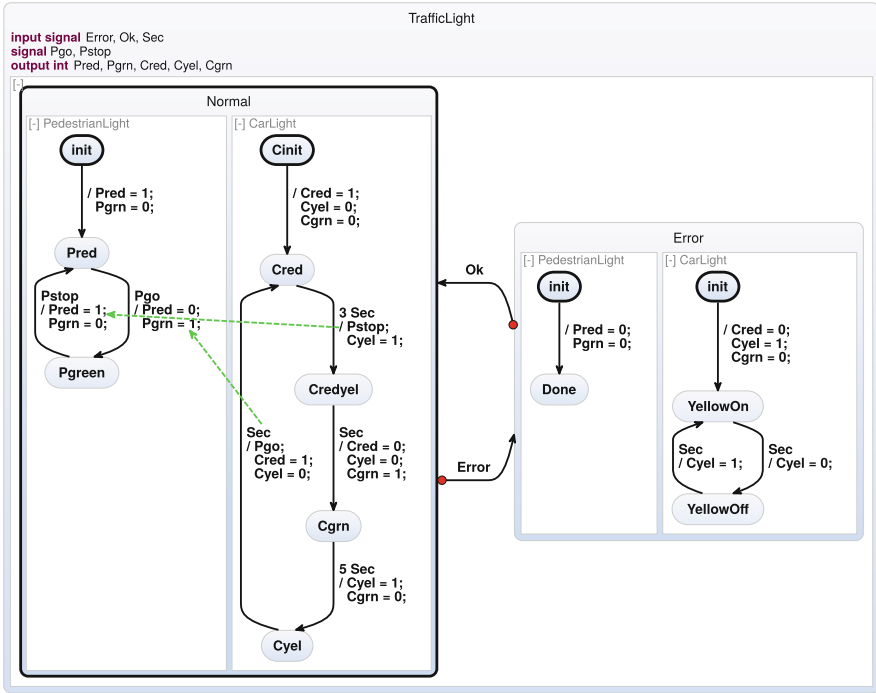 TrafficLight
input signal Error, Ok, Sec
signal Pgo, Pstop
output int Pred, Pgrn, Cred, Cyel, Cgrn
[-]
Normal
[-] PedestrianLight
init
/ Pred = 1;
Pgrn = 0;
Pred
Pstop
/ Pred = 1;
Pgrn = 0;
Pgo
/ Pred = 0;
Pgrn = 1;
Pgreen
[-] CarLight
Cinit
/ Cred = 1;
Cyel = 0;
Cgrn = 0;
Cred
3 Sec
/ Pstop;
Cyel = 1;
Credyel
Sec
/ Pgo;
Cred = 1;
Cyel = 0;
Sec
/ Cred = 0;
Cyel = 0;
Cgrn = 1;
Cgrn
5 Sec
/ Cyel = 1;
Cgrn = 0;
Cyel
Ok
Error
Error
[-] PedestrianLight
init
/ Pred = 0;
Pgrn = 0;
Done
[-] CarLight
init
/ Cred = 0;
Cyel = 1;
Cgrn = 0;
YellowOn
Sec
/ Cyel = 1;
Sec
/ Cyel = 0;
YellowOff